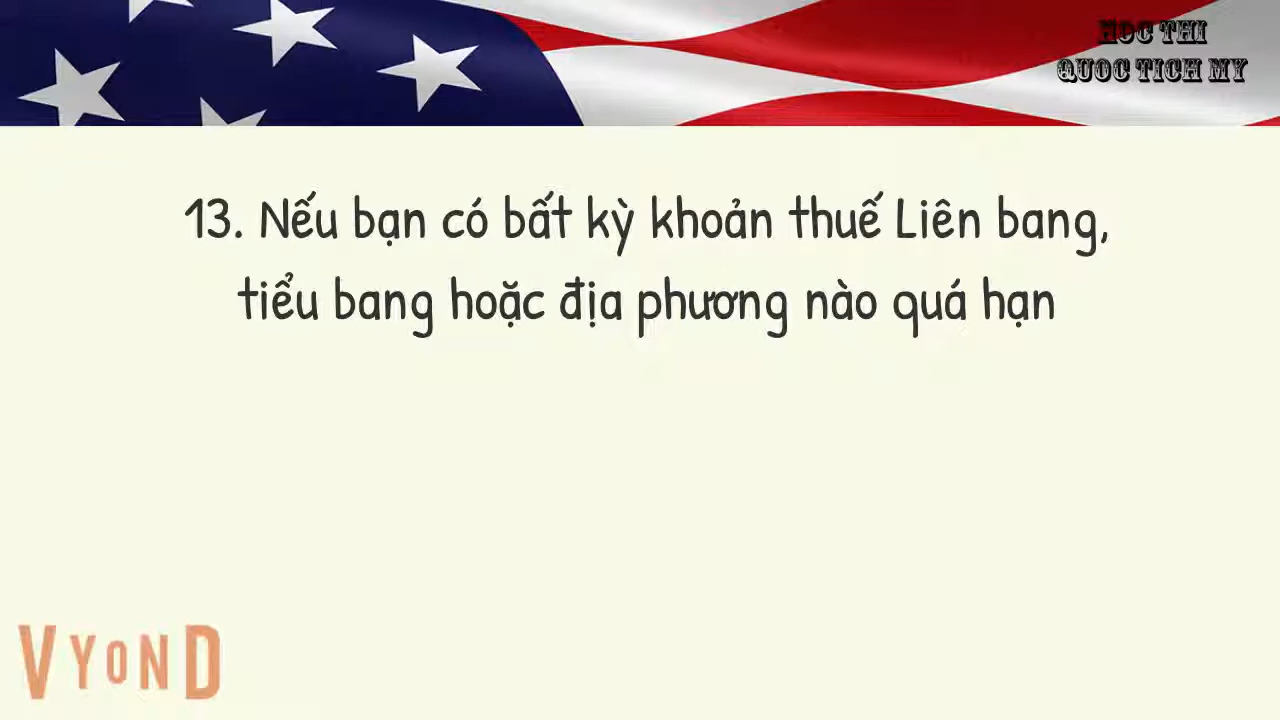 HOC THI
QUOC TICH MY
13. Nếu bạn có bất kỳ khoản thuế Liên bang,
tiểu bang hoặc địa phương nào quá hạn
VYOND